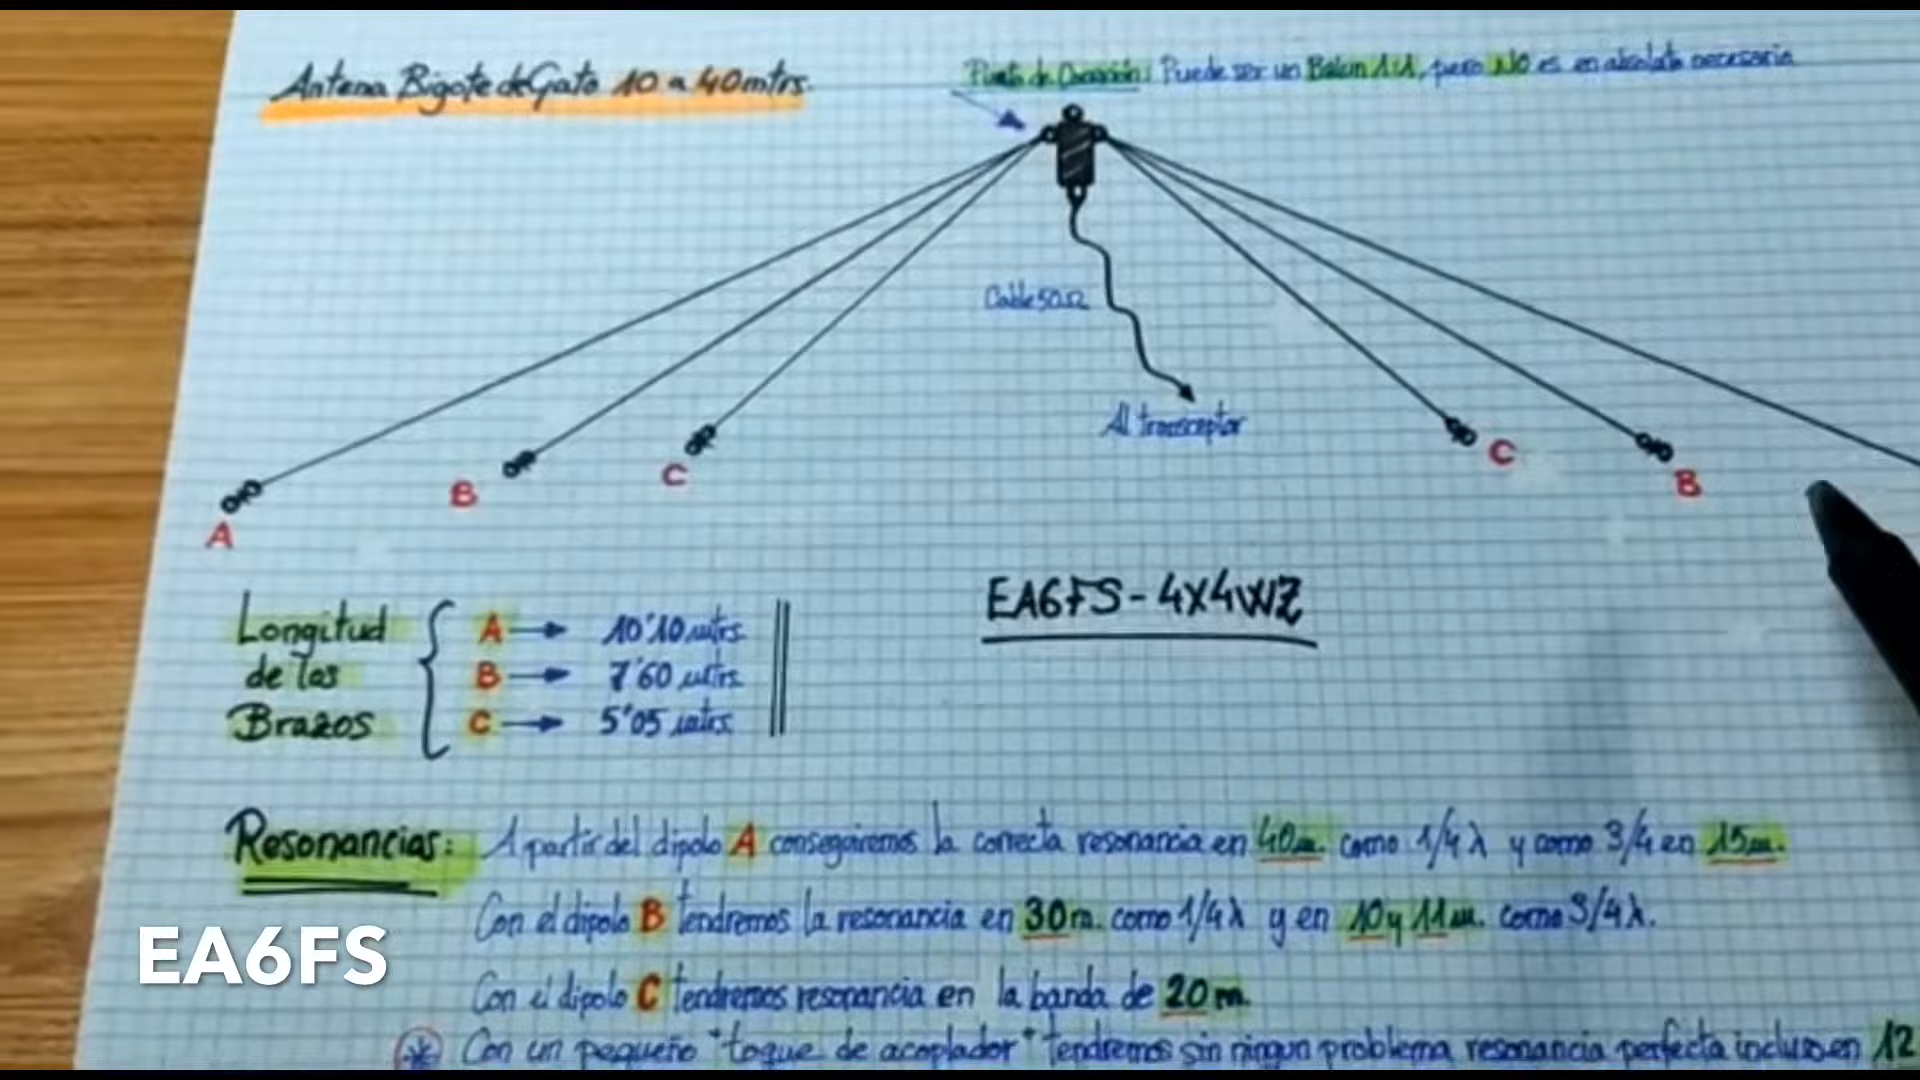 Antena Bigote de Gato 10 a 40mtrs.
Punto de Conexión: Puede ser un Balun 1:1, pero NO es en absoluto necesario
Cable 50Ω
Al transceptor
A
B
C
C
B
EA6FS-4X4WZ
Longitud de los Brazos
A → 10'10 mtrs.
B → 7'60 mtrs.
C → 5'05 mtrs.
Resonancias: A partir del dipolo A conseguiremos la correcta resonancia en 40m. como 1/4 λ y como 3/4 en 15m.
Con el dipolo B tendremos la resonancia en 30m. como 1/4 λ y en 10 y 11m. como 3/4 λ.
Con el dipolo C tendremos resonancia en la banda de 20m.
* Con un pequeño "toque de acoplador" tendremos sin ningun problema resonancia perfecta incluso en 12
EA6FS